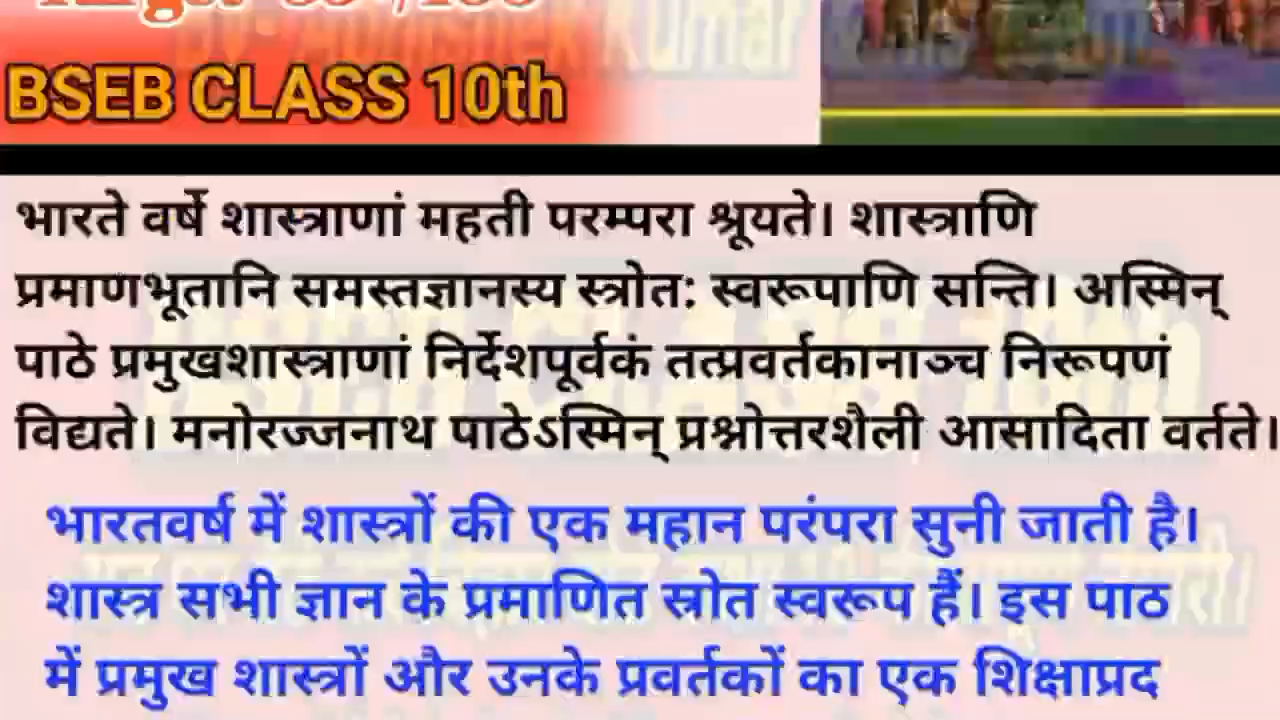 BSEB CLASS 10th
भारते वर्षे शास्त्राणां महती परम्परा श्रूयते। शास्त्राणि
प्रमाणभूतानि समस्तज्ञानस्य स्त्रोत: स्वरूपाणि सन्ति। अस्मिन्
पाठे प्रमुखशास्त्राणां निर्देशपूर्वकं तत्प्रवर्तकानाञ्च निरूपणं
विद्यते। मनोरज्जनाथ पाठेऽस्मिन् प्रश्नोत्तरशैली आसादिता वर्तते।
भारतवर्ष में शास्त्रों की एक महान परंपरा सुनी जाती है।
शास्त्र सभी ज्ञान के प्रमाणित स्रोत स्वरूप हैं। इस पाठ
में प्रमुख शास्त्रों और उनके प्रवर्तकों का एक शिक्षाप्रद